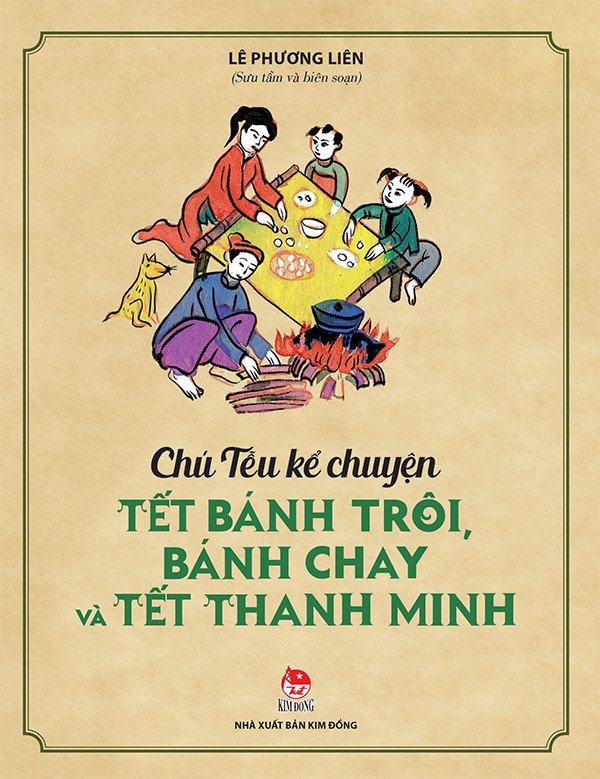 LÊ PHƯƠNG LIÊN
(Sưu tầm và biên soạn)
Chú Tễu kể chuyện
TẾT BÁNH TRÔI,
BÁNH CHAY
VÀ TẾT THANH MINH
KIM ĐỒNG
NHÀ XUẤT BẢN KIM ĐỒNG